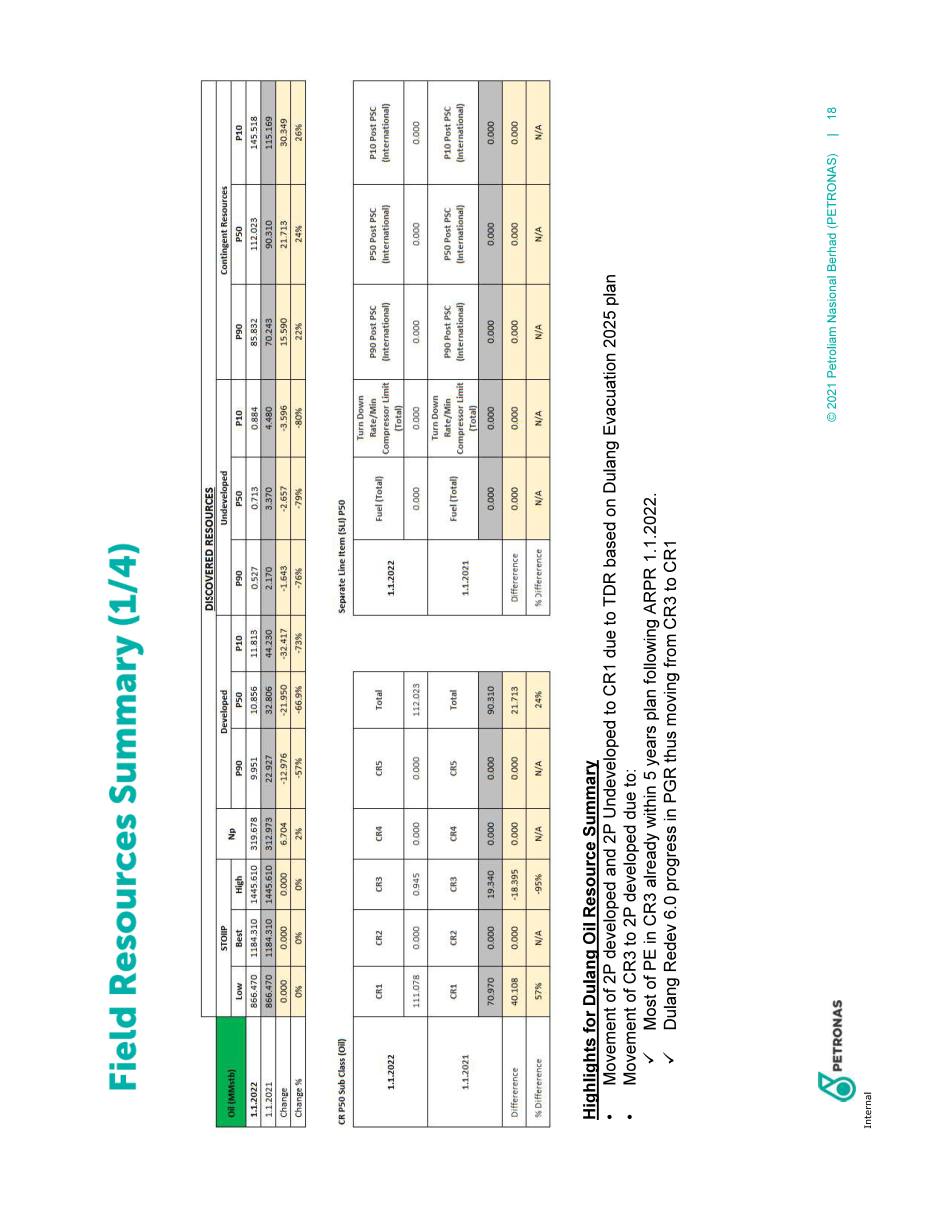 Field Resources Summary (1/4)
DISCOVERED RESOURCES
Oil (MMstb) STOIIP Np Developed Undeveloped Contingent Resources
Low Best High P90 P50 P10 P90 P50 P10 P90 P50 P10
1.1.2022 866.470 1184.310 1445.610 319.678 9.951 10.856 11.813 0.527 0.713 0.884 85.832 112.023 145.518
1.1.2021 866.470 1184.310 1445.610 312.973 22.927 32.806 44.230 2.170 3.370 4.480 70.243 90.310 115.169
Change 0.000 0.000 0.000 6.704 -12.976 -21.950 -32.417 -1.643 -2.657 -3.596 15.590 21.713 30.349
Change % 0% 0% 0% 2% -57% -66.9% -73% -76% -79% -80% 22% 24% 26%
CR P50 Sub Class (Oil)
1.1.2022 CR1 CR2 CR3 CR4 CR5 Total
111.078 0.000 0.945 0.000 0.000 112.023
1.1.2021 CR1 CR2 CR3 CR4 CR5 Total
70.970 0.000 19.340 0.000 0.000 90.310
Differerence 40.108 0.000 -18.395 0.000 0.000 21.713
% Differerence 57% N/A -95% N/A N/A 24%
Separate Line Item (SLI) P50
1.1.2022 Fuel (Total) Turn Down Rate/Min Compressor Limit (Total) P90 Post PSC (International) P50 Post PSC (International) P10 Post PSC (International)
0.000 0.000 0.000 0.000 0.000
1.1.2021 Fuel (Total) Turn Down Rate/Min Compressor Limit (Total) P90 Post PSC (International) P50 Post PSC (International) P10 Post PSC (International)
0.000 0.000 0.000 0.000 0.000
Differerence 0.000 0.000 0.000 0.000 0.000
% Differerence N/A N/A N/A N/A N/A
Highlights for Dulang Oil Resource Summary
• Movement of 2P developed and 2P Undeveloped to CR1 due to TDR based on Dulang Evacuation 2025 plan
• Movement of CR3 to 2P developed due to:
✓ Most of PE in CR3 already within 5 years plan following ARPR 1.1.2022.
✓ Dulang Redev 6.0 progress in PGR thus moving from CR3 to CR1
PETRONAS
© 2021 Petroliam Nasional Berhad (PETRONAS) | 18
Internal